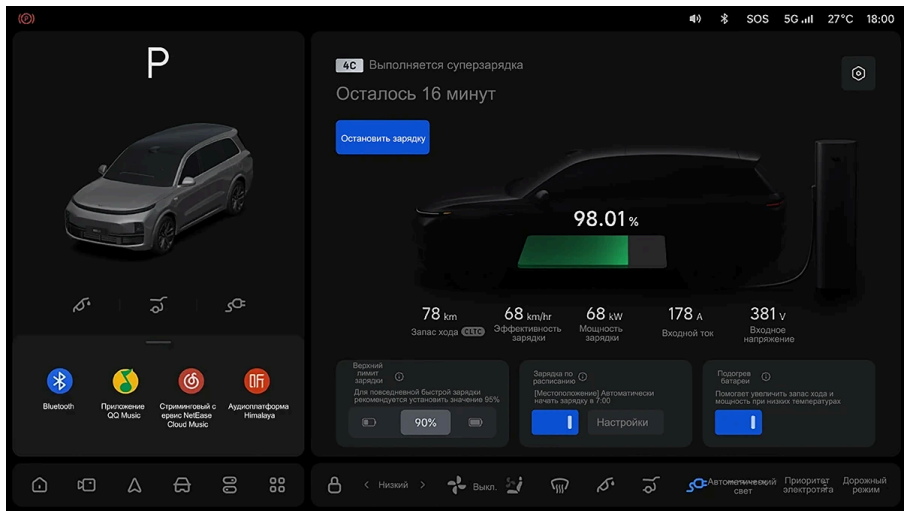 (P)
SOS 5G 27°C 18:00
P
4C Выполняется суперзарядка
Осталось 16 минут
Остановить зарядку
98.01 %
78 km
Запас хода CLTC
68 km/hr
Эффективность
зарядки
68 kW
Мощность
зарядки
178 A
Входной ток
381 V
Входное
напряжение
Bluetooth
Приложение
QQ Music
Стриминговый с
ервис NetEase
Cloud Music
Аудиоплатформа
Himalaya
Верхний
лимит
зарядки
Для повседневной быстрой зарядки
рекомендуется установить значение 95%
90%
Зарядка по
расписанию
[Местоположение] Автоматически
начать зарядку в 7:00
Настройки
Подогрев
батареи
Помогает увеличить запас хода и
мощность при низких температурах
< Низкий >
Выкл.
Автоматический
свет
Приоритет
электротяга
Дорожный
режим